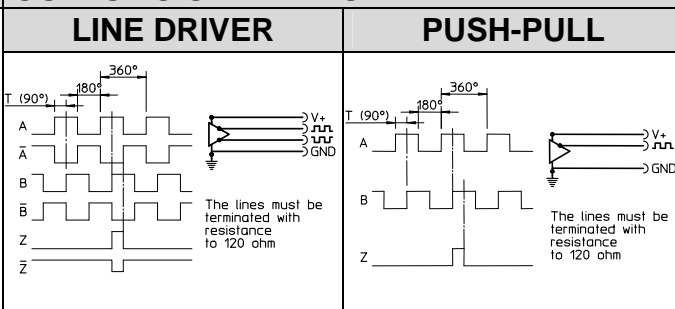 LINE DRIVER
360°
180°
T (90°)
A
A̅
B
B̅
Z
Z̅
V+
GND
The lines must be
terminated with
resistance
to 120 ohm
PUSH-PULL
360°
180°
T (90°)
A
B
Z
V+
GND
The lines must be
terminated with
resistance
to 120 ohm